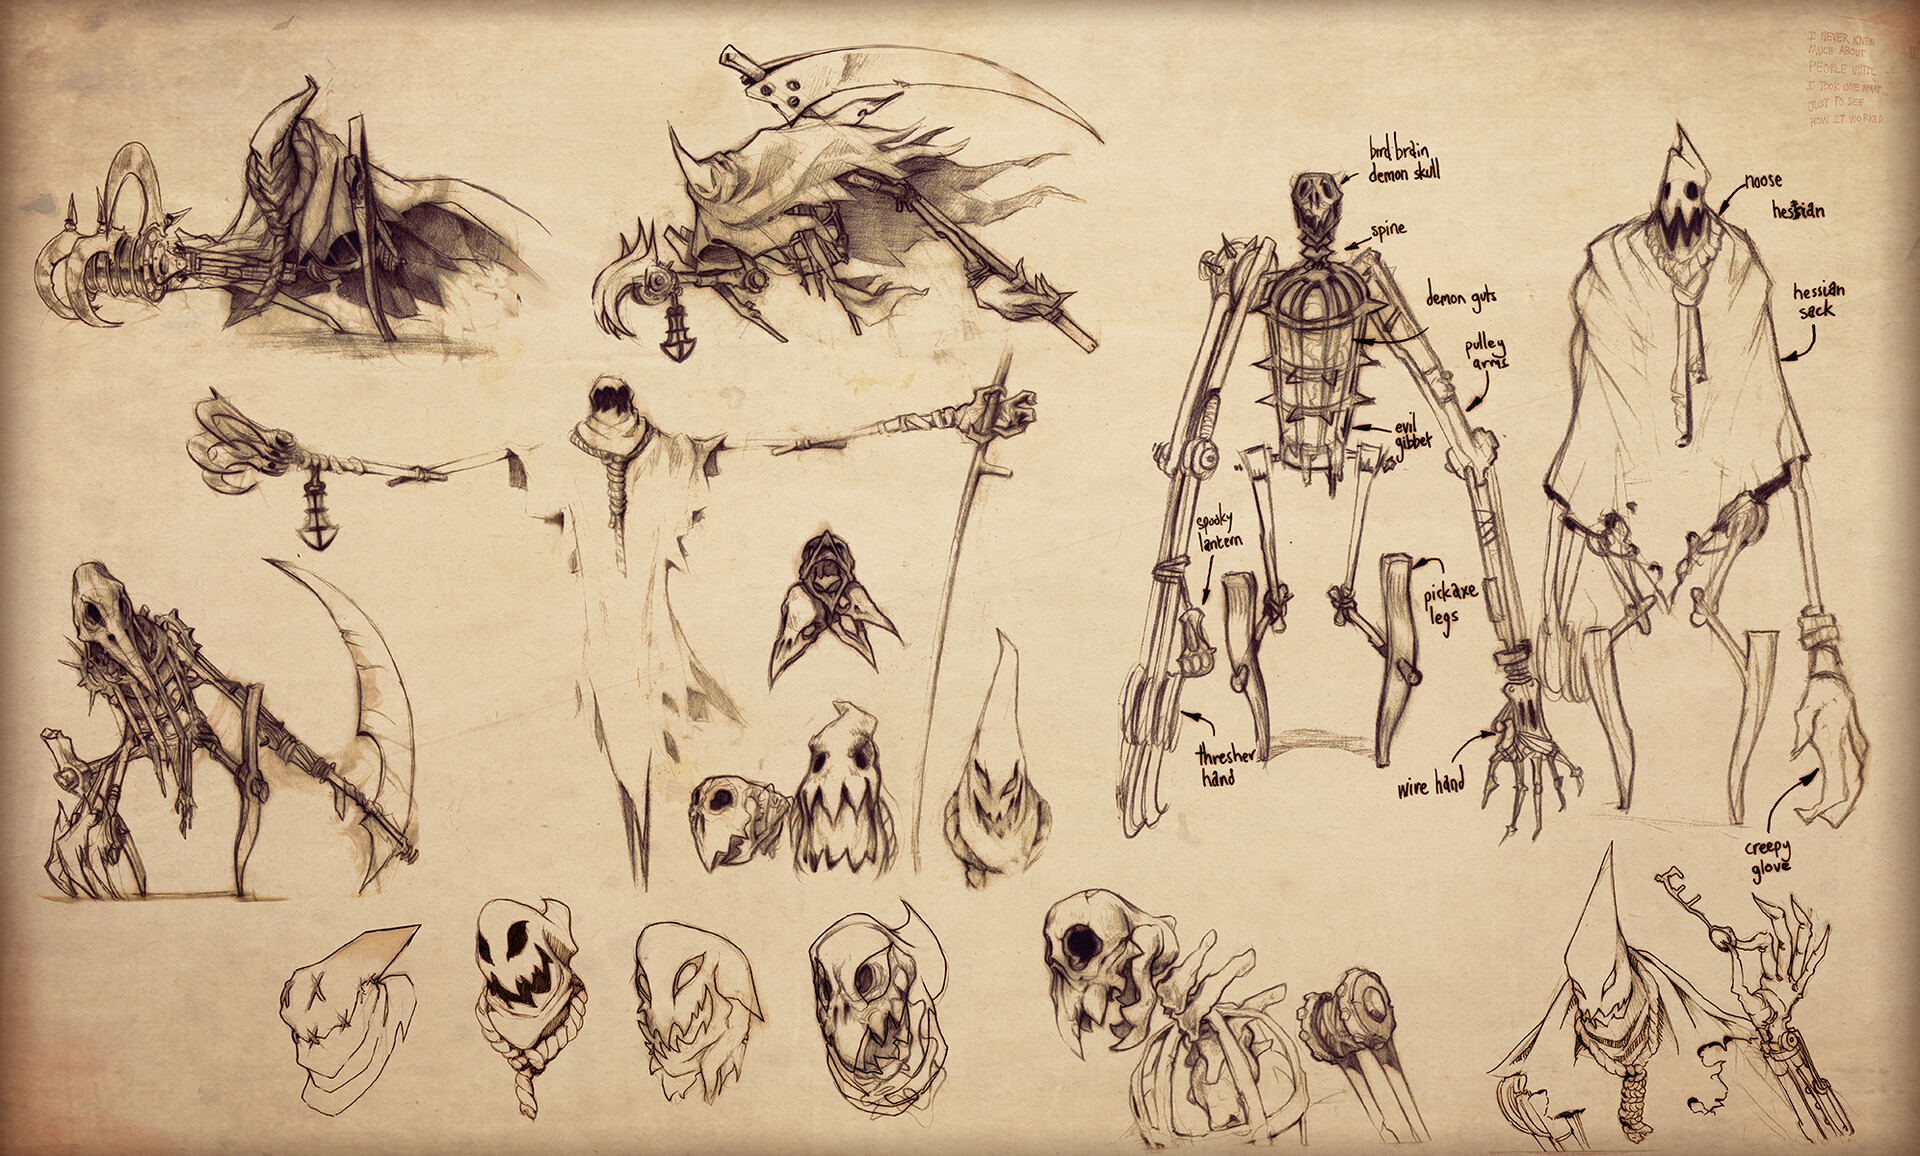 I NEVER KNEW
MUCH ABOUT
PEOPLE UNTIL
I TOOK ONE APART
JUST TO SEE
HOW IT WORKED
bird brain
demon skull
spine
demon guts
pulley
arms
evil
gibbet
spooky
lantern
pickaxe
legs
thresher
hand
wire hand
noose
hessian
hessian
sack
creepy
glove